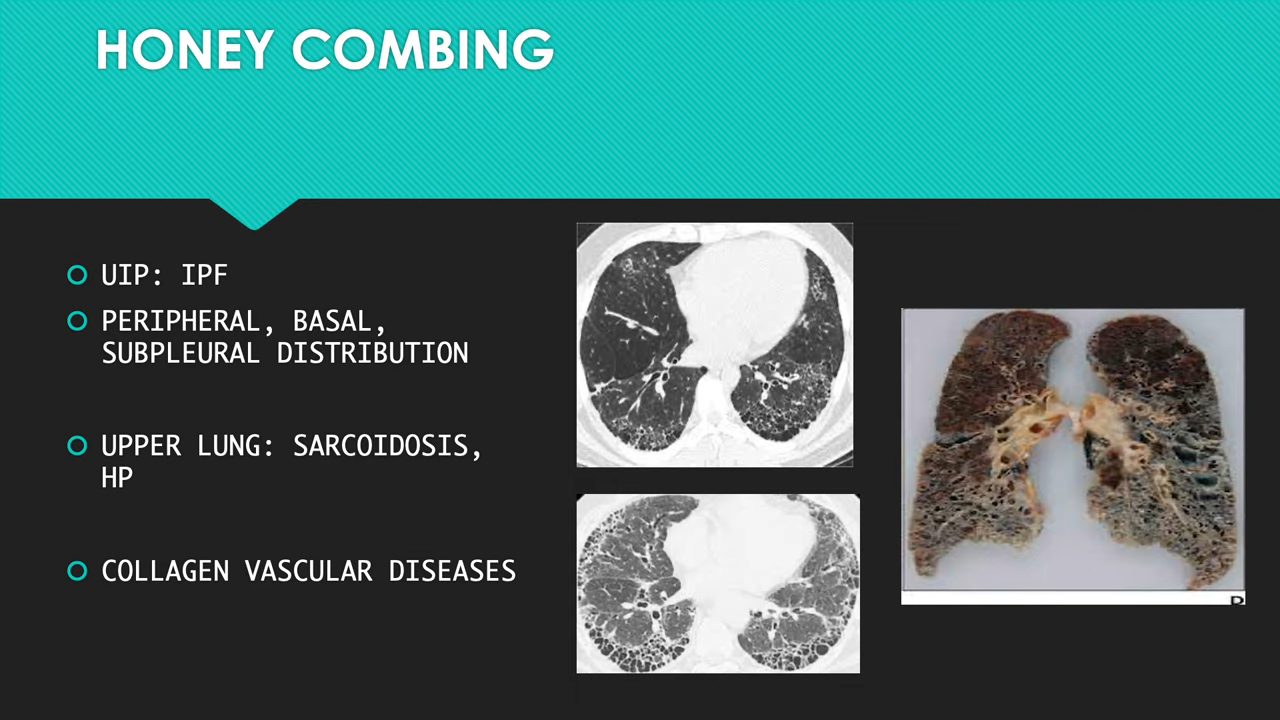 HONEY COMBING
UIP: IPF
PERIPHERAL, BASAL,
SUBPLEURAL DISTRIBUTION
UPPER LUNG: SARCOIDOSIS,
HP
COLLAGEN VASCULAR DISEASES